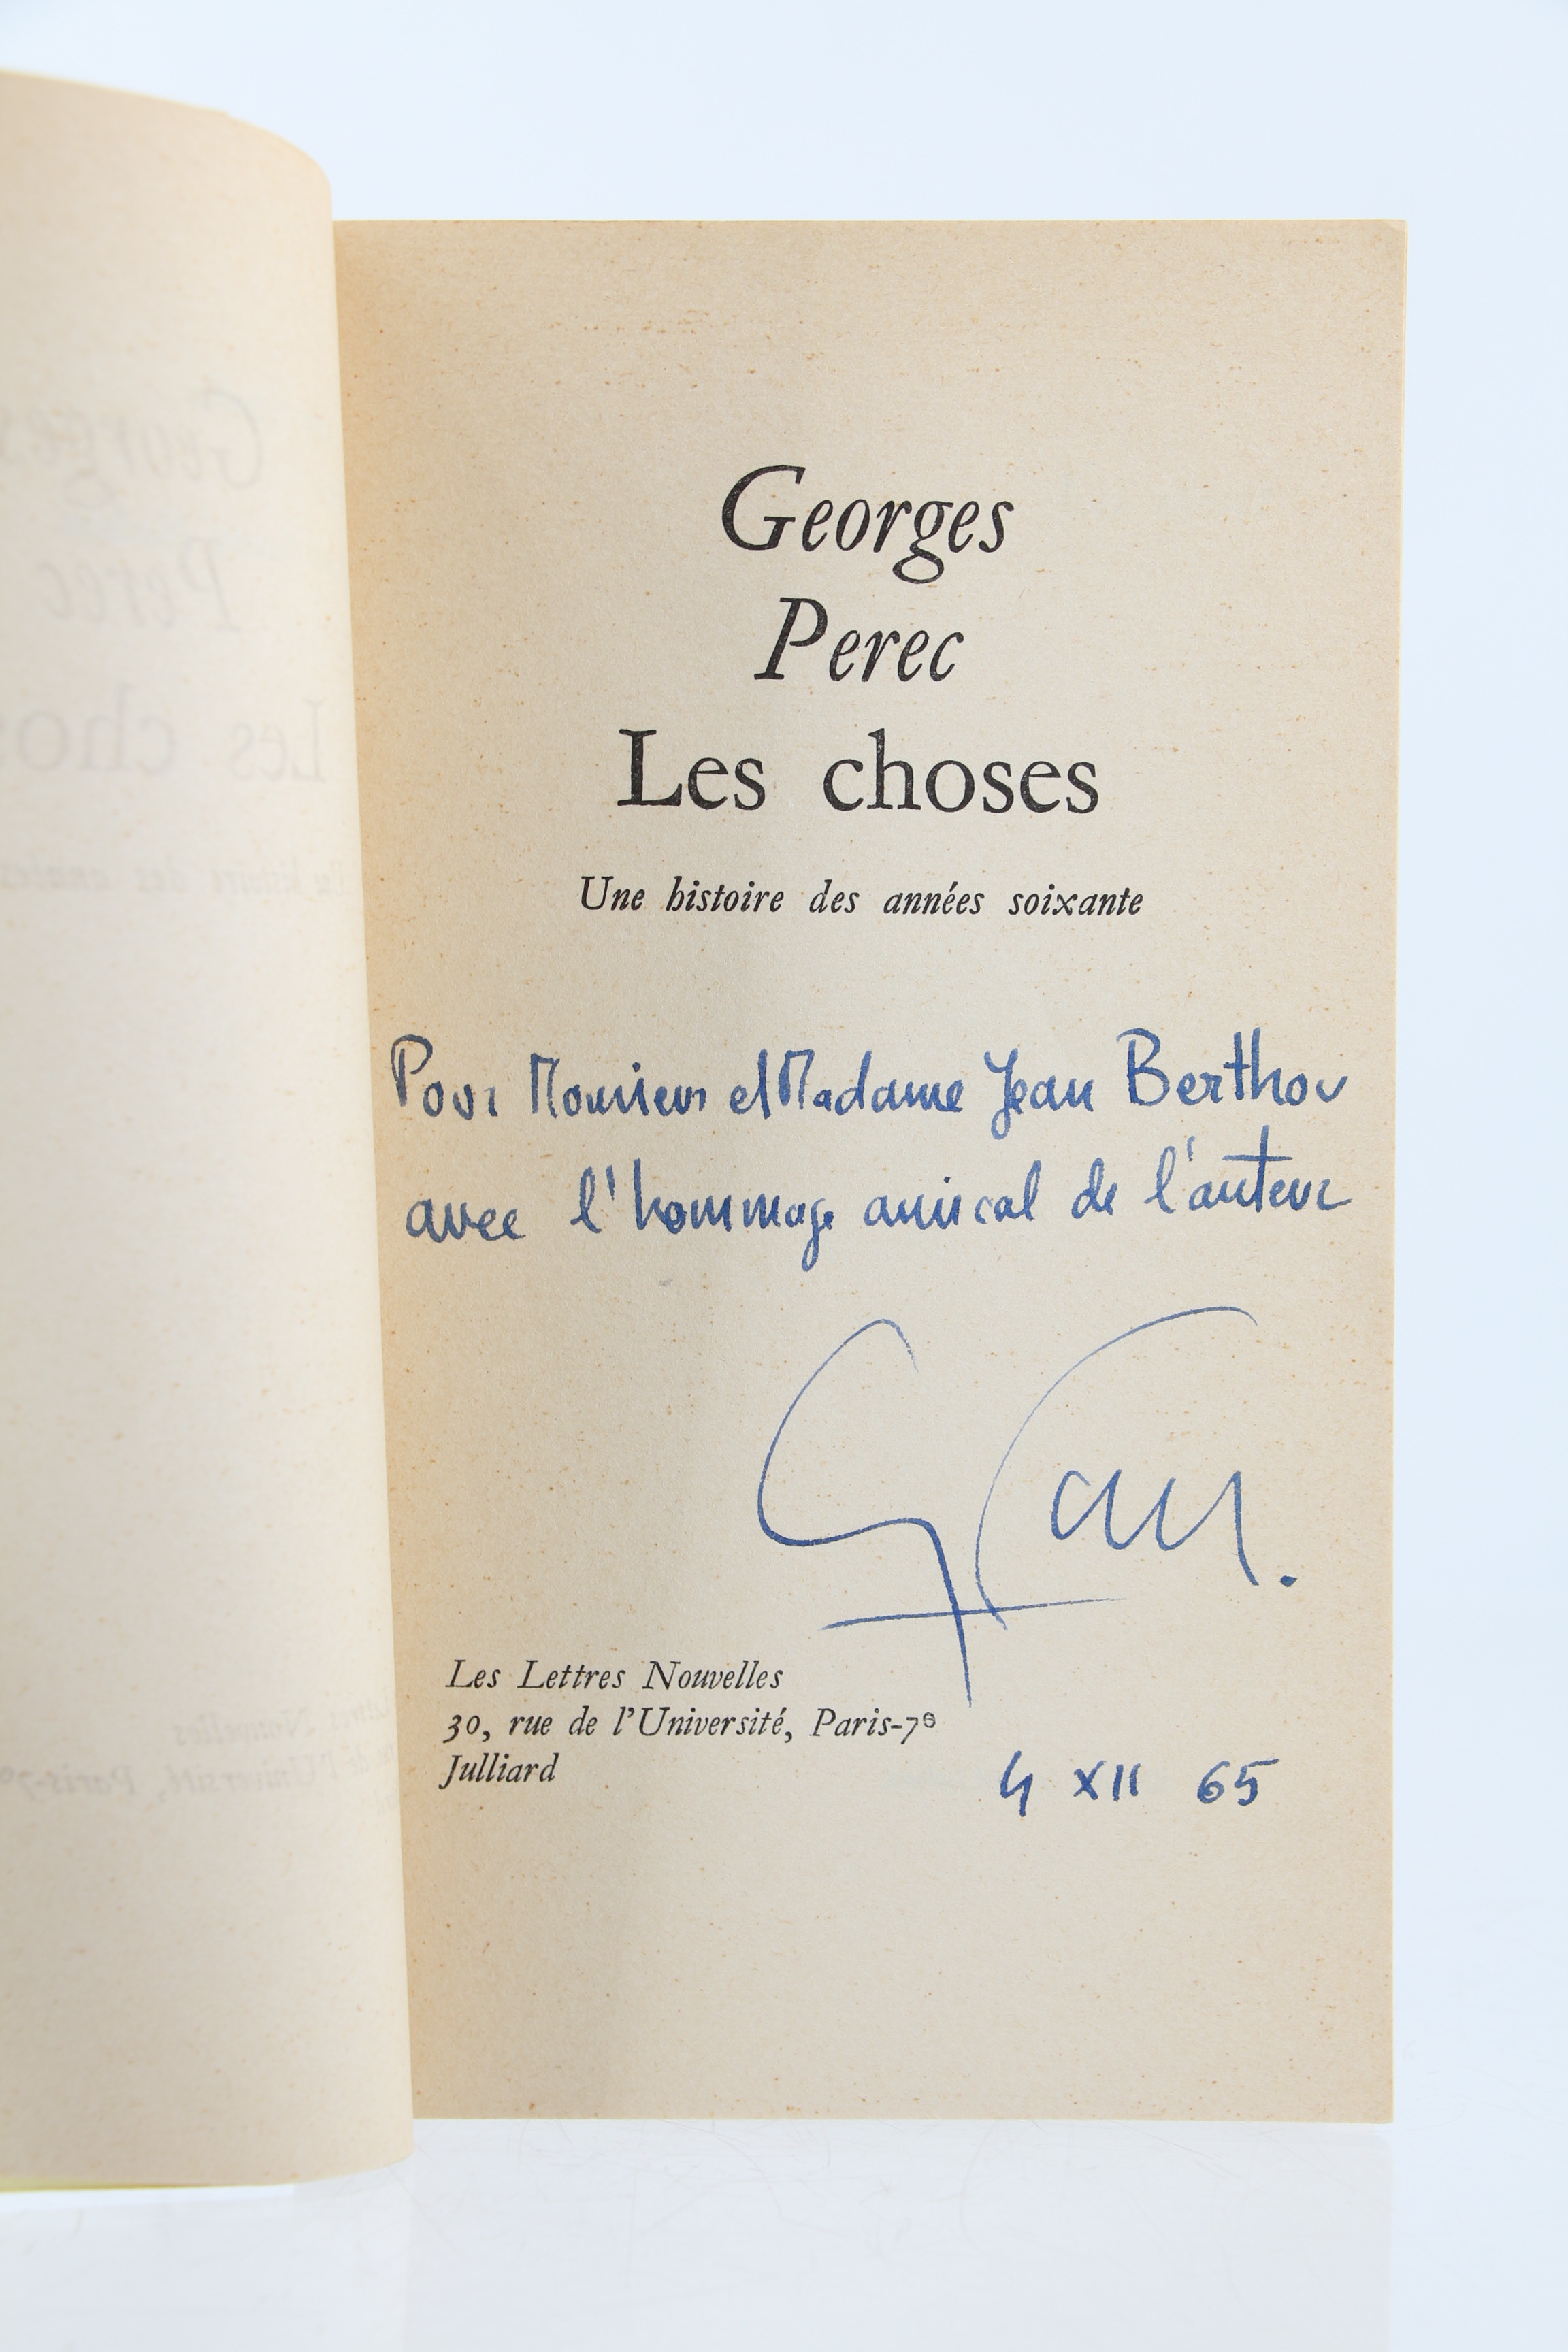 Georges
Perec
Les choses
Une histoire des années soixante
Pour Monsieur et Madame Jean Berthou
avec l'hommage amical de l'auteur
Les Lettres Nouvelles
30, rue de l'Université, Paris-7e
Julliard
4 XII 65